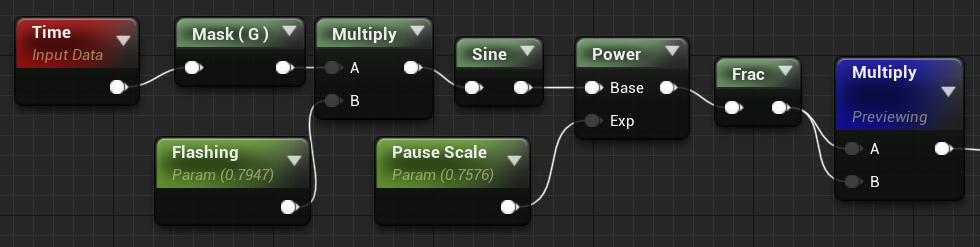 Time
Input Data
Mask ( G )
Multiply
A
B
Sine
Power
Base
Exp
Frac
Multiply
Previewing
A
B
Flashing
Param (0.7947)
Pause Scale
Param (0.7576)